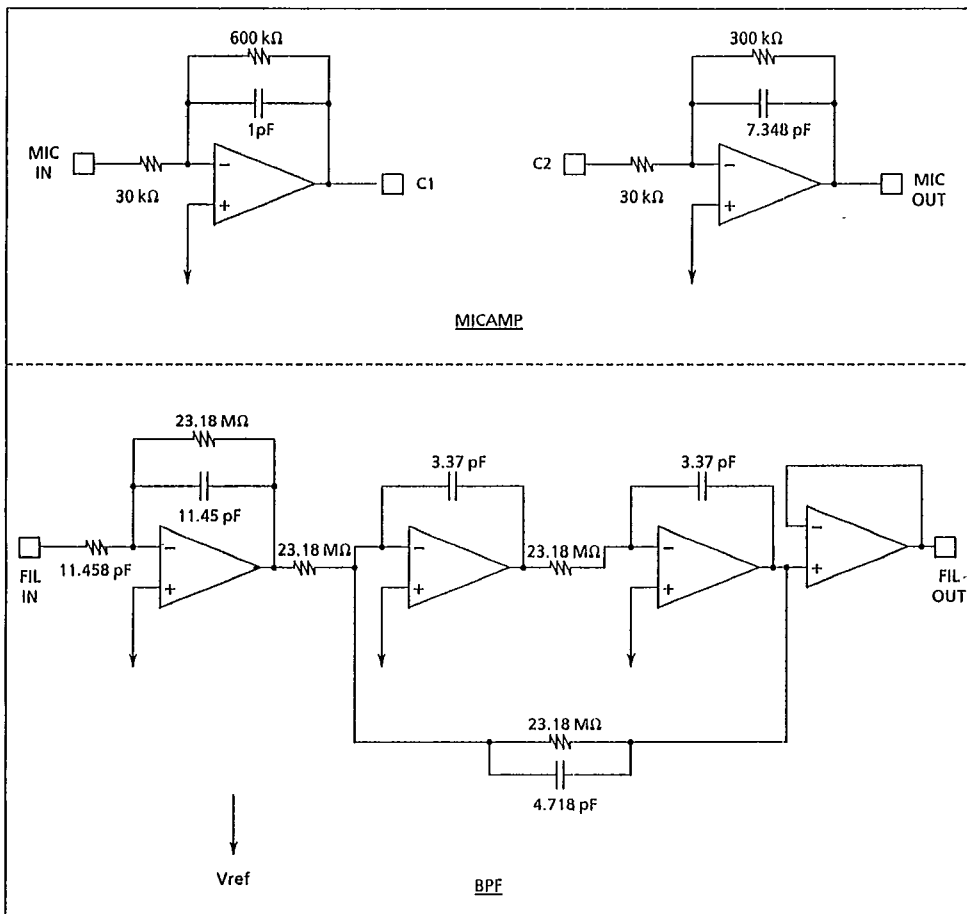 600 kΩ
1pF
MIC
IN
30 kΩ
−
+
C1
300 kΩ
7.348 pF
C2
30 kΩ
−
+
MIC
OUT
MICAMP
23.18 MΩ
11.45 pF
FIL
IN
11.458 pF
−
+
23.18 MΩ
3.37 pF
−
+
23.18 MΩ
3.37 pF
−
+
−
+
FIL-
OUT
23.18 MΩ
4.718 pF
Vref
BPF